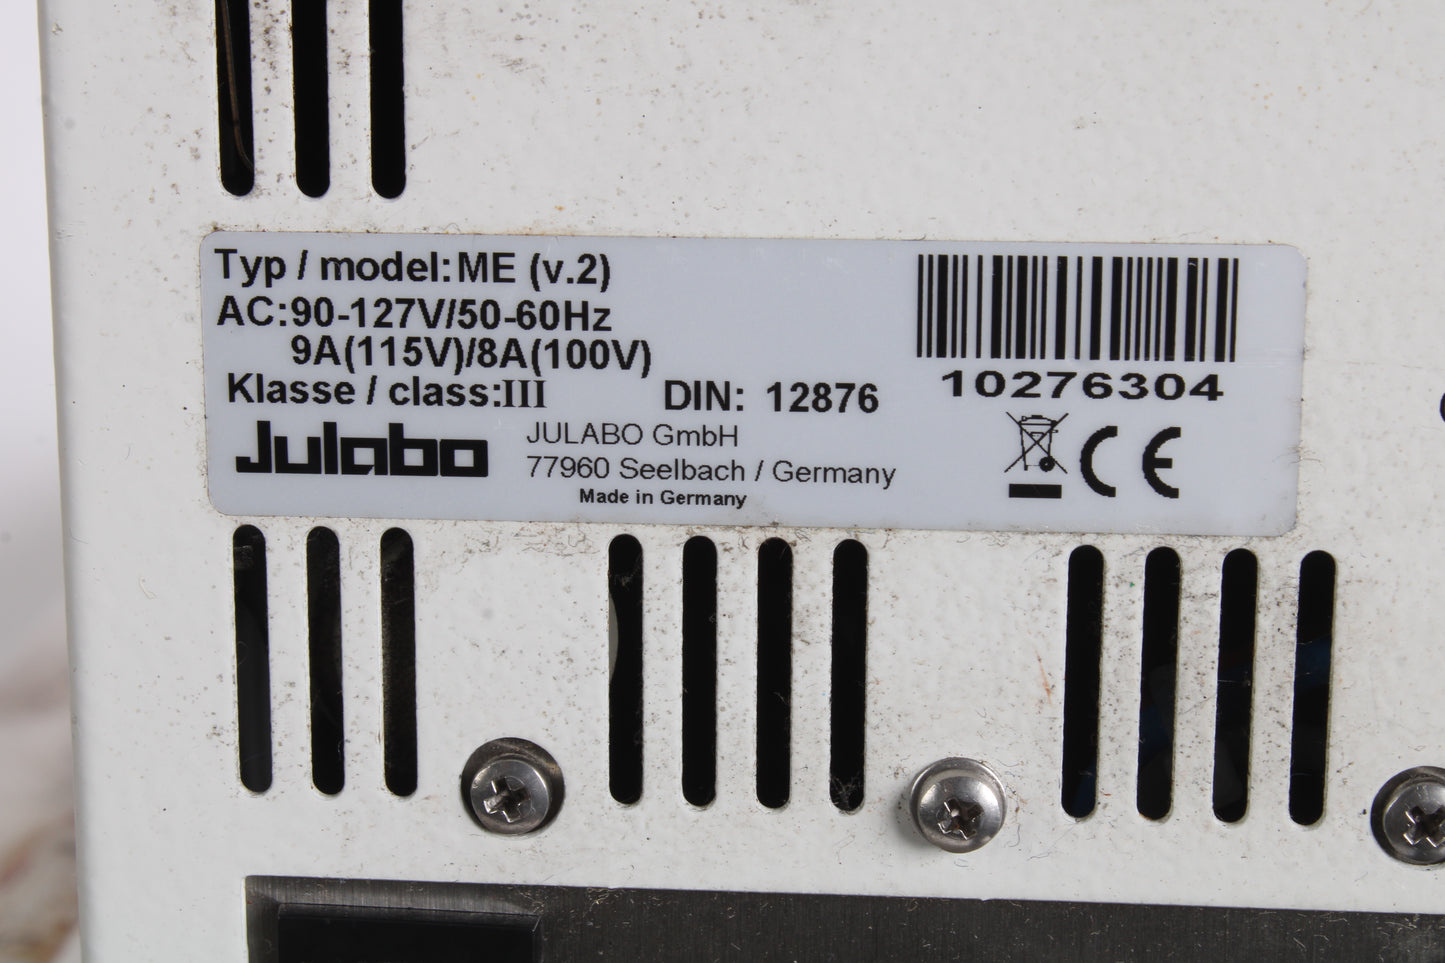 Typ / model:ME (v.2)
AC:90-127V/50-60Hz
9A(115V)/8A(100V)
Klasse / class:III DIN: 12876
10276304
Julabo
JULABO GmbH
77960 Seelbach / Germany
Made in Germany
CE